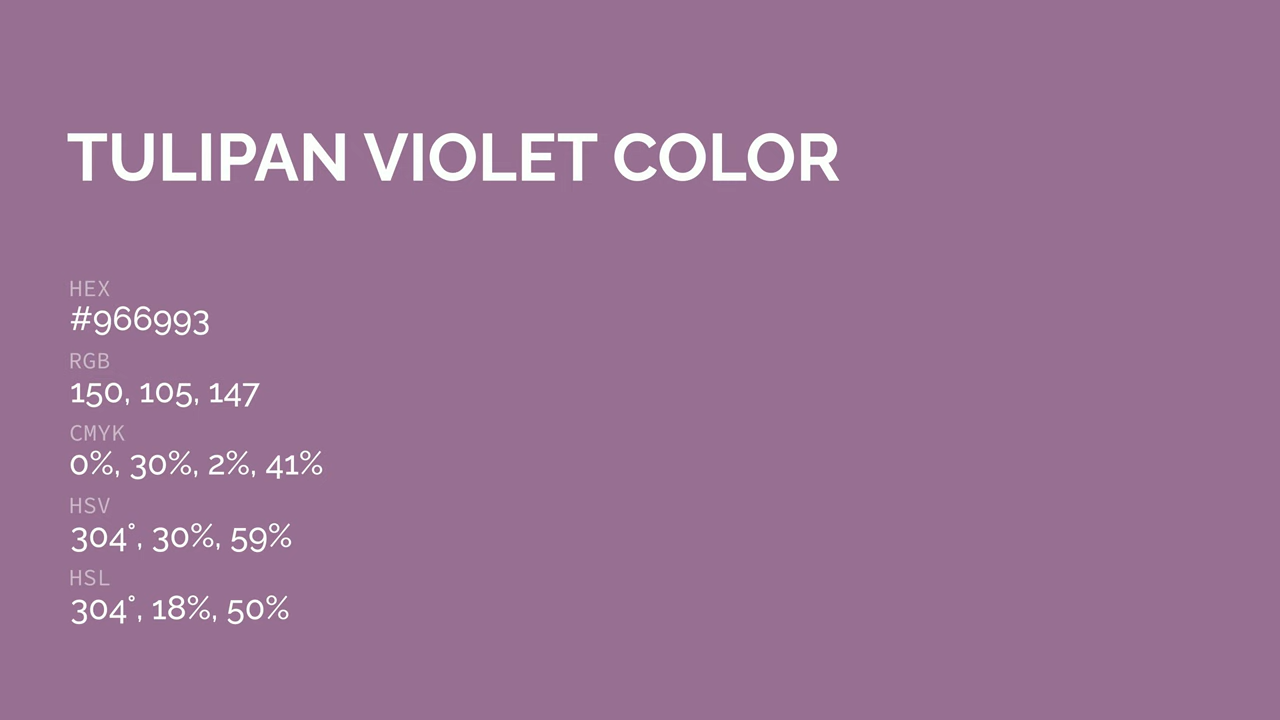 TULIPAN VIOLET COLOR
HEX
#966993
RGB
150, 105, 147
CMYK
0%, 30%, 2%, 41%
HSV
304°, 30%, 59%
HSL
304°, 18%, 50%